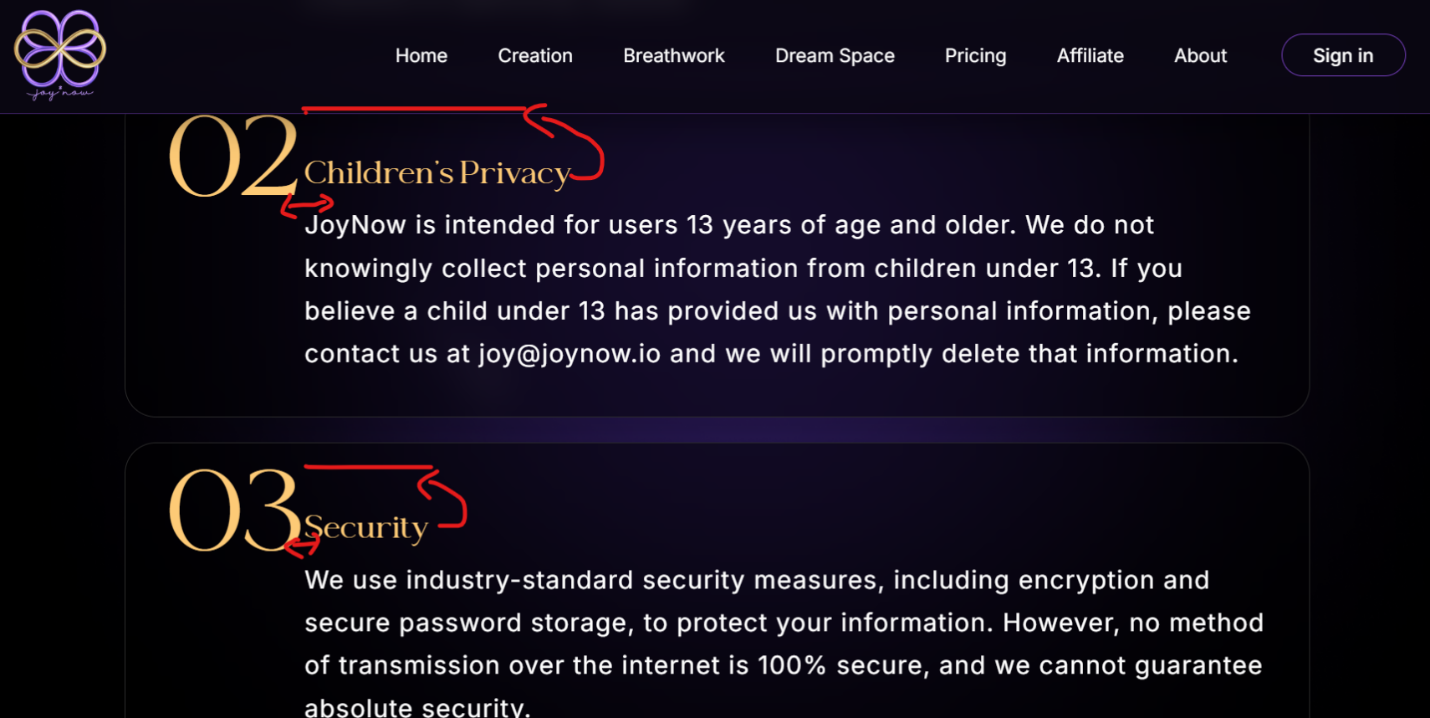 joy*now
Home Creation Breathwork Dream Space Pricing Affiliate About Sign in
02
Children's Privacy
JoyNow is intended for users 13 years of age and older. We do not
knowingly collect personal information from children under 13. If you
believe a child under 13 has provided us with personal information, please
contact us at joy@joynow.io and we will promptly delete that information.
03
Security
We use industry-standard security measures, including encryption and
secure password storage, to protect your information. However, no method
of transmission over the internet is 100% secure, and we cannot guarantee
absolute security.